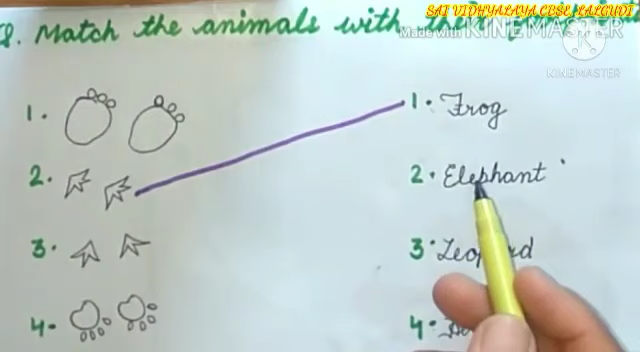 SAI VIDHYALAYA CBSE, LALGUDI
Q. Match the animals with
Made with KINEMASTER
KINEMASTER
1. 1. Frog
2. 2. Elephant
3. 3. Leopard
4. 4.